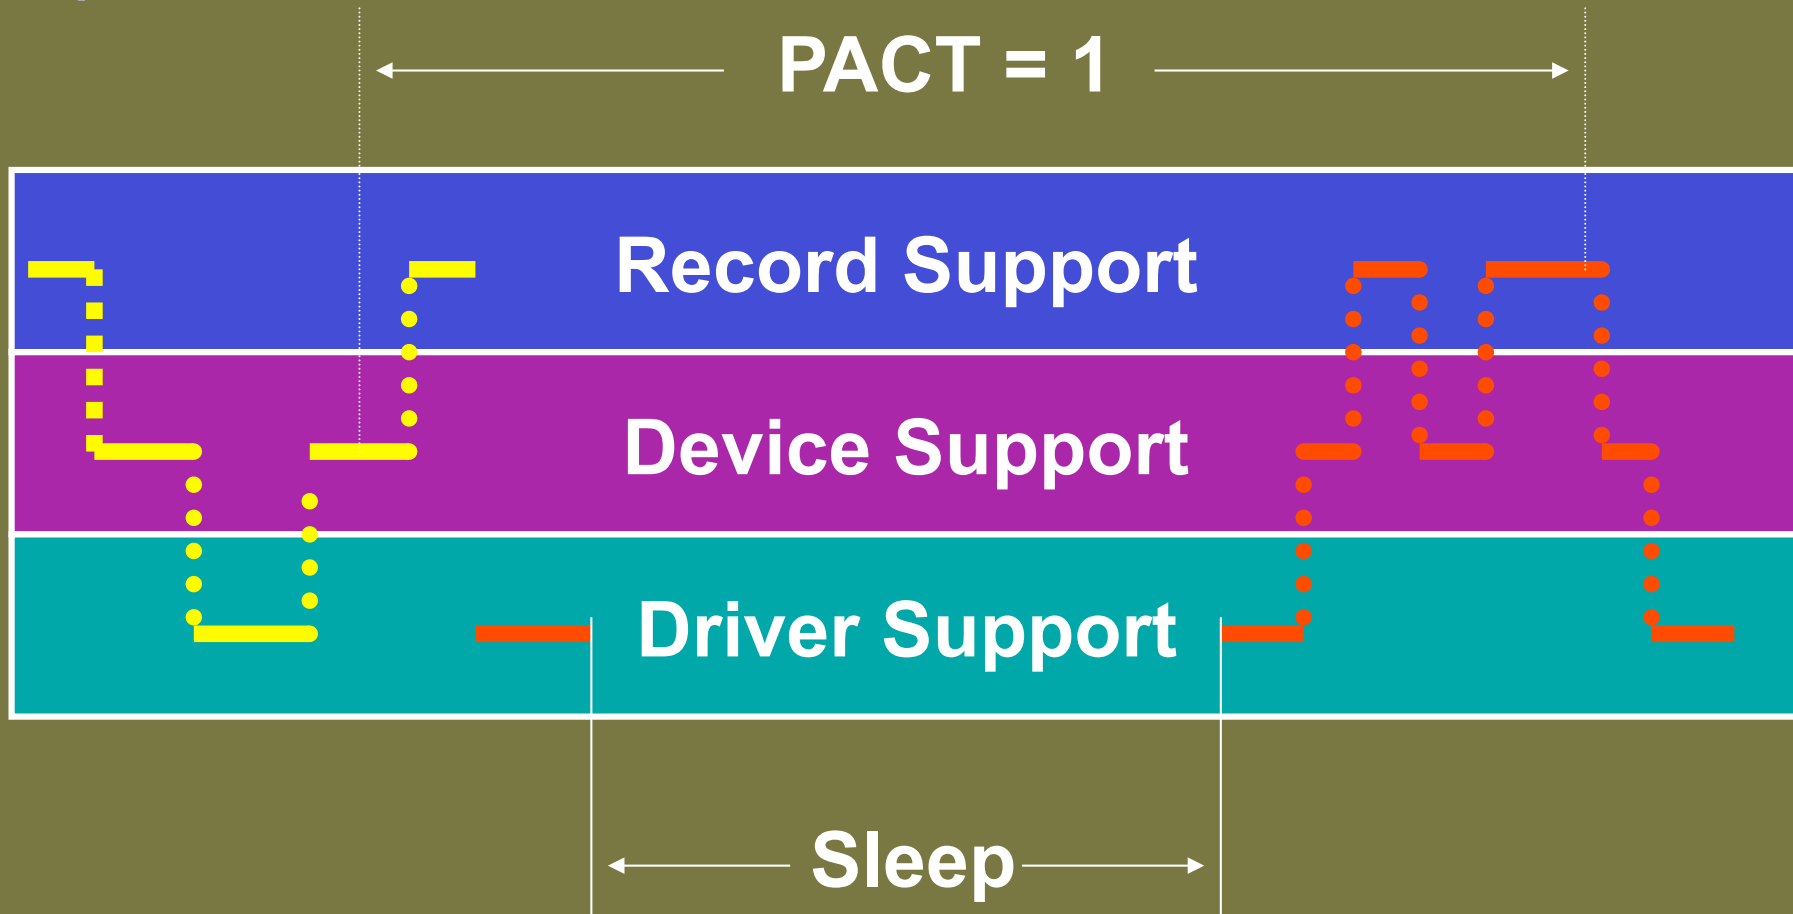 PACT = 1
Record Support
Device Support
Driver Support
Sleep